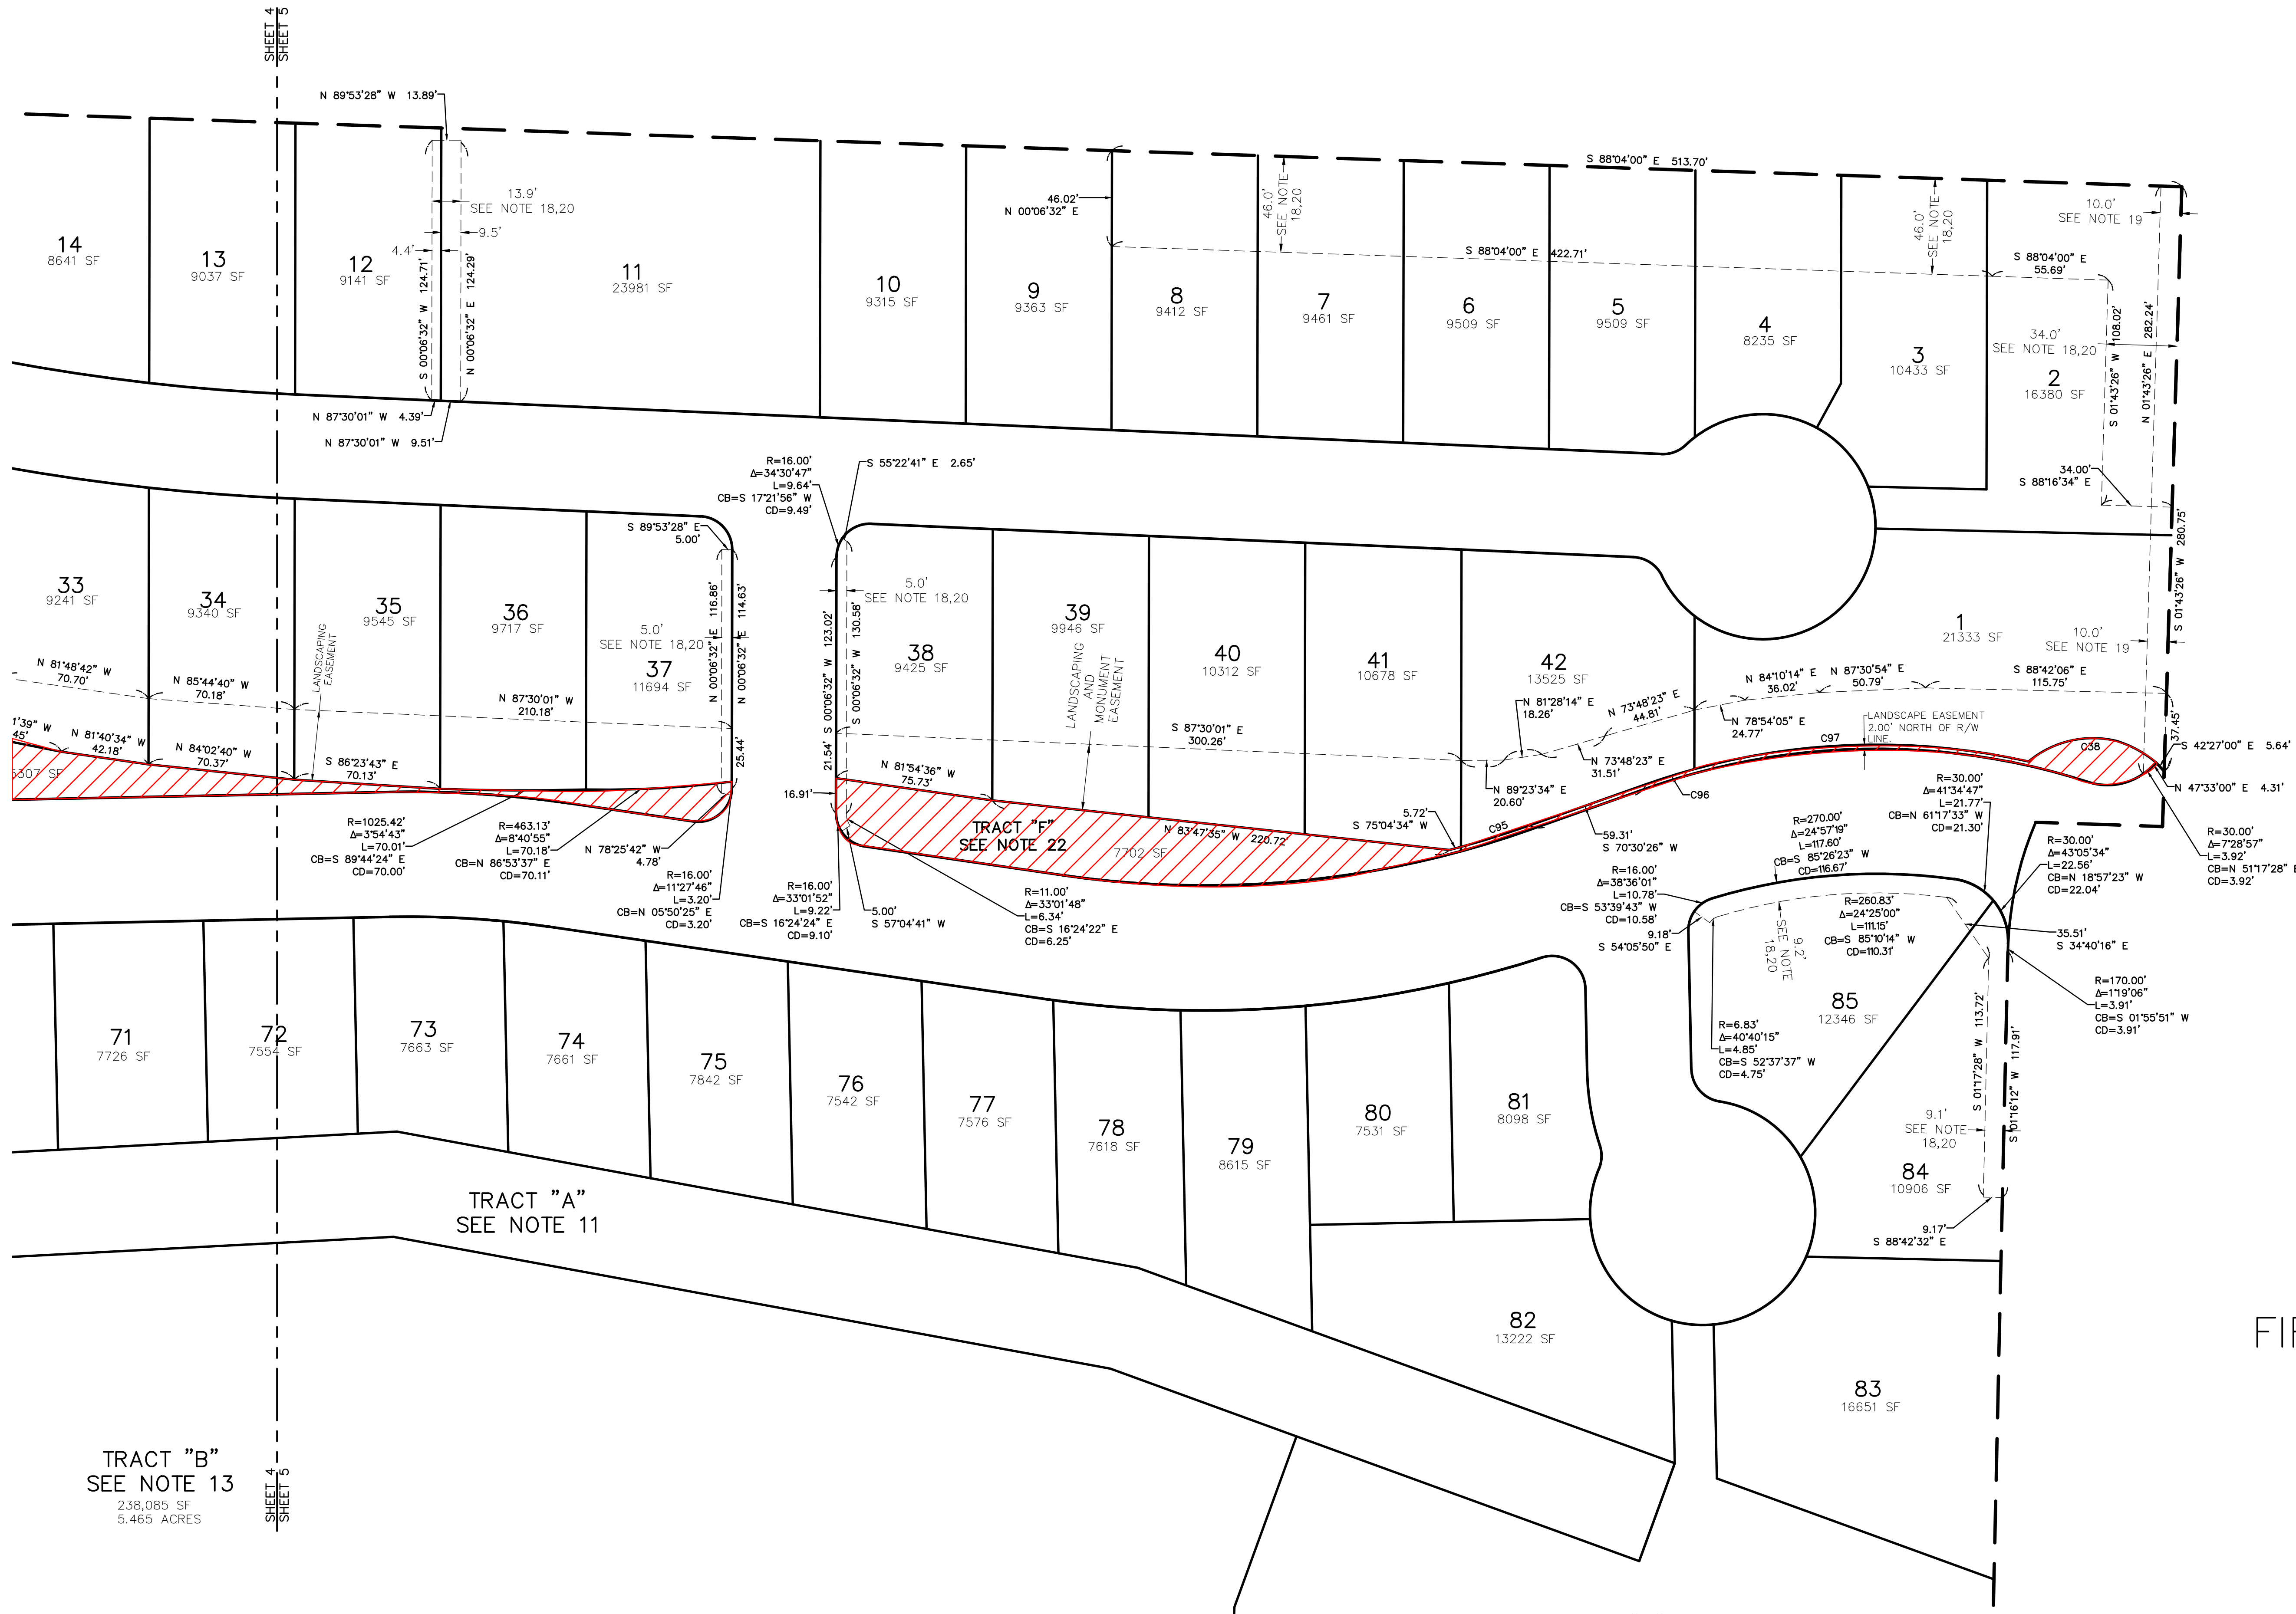 SHEET 4
SHEET 5
N 89°53'28" W 13.89'
S 88°04'00" E 513.70'
13.9'
SEE NOTE 18,20
9.5'
4.4'
S 00°06'32" W 124.71'
N 00°06'32" E 124.29'
46.02'
N 00°06'32" E
46.0'
SEE NOTE
18,20
S 88°04'00" E 422.71'
46.0'
SEE NOTE
18,20
10.0'
SEE NOTE 19
S 88°04'00" E
55.69'
14
8641 SF
13
9037 SF
12
9141 SF
11
23981 SF
10
9315 SF
9
9363 SF
8
9412 SF
7
9461 SF
6
9509 SF
5
9509 SF
4
8235 SF
3
10433 SF
34.0'
SEE NOTE 18,20
2
16380 SF
S 01°43'26" W 108.02'
N 01°43'26" E 282.24'
N 87°30'01" W 4.39'
N 87°30'01" W 9.51'
34.00'
S 88°16'34" E
S 01°43'26" W 280.75'
R=16.00'
Δ=34°30'47"
L=9.64'
CB=S 17°21'56" W
CD=9.49'
S 55°22'41" E 2.65'
S 89°53'28" E
5.00'
33
9241 SF
34
9340 SF
35
9545 SF
36
9717 SF
5.0'
SEE NOTE 18,20
37
11694 SF
N 00°06'32" E 116.86'
N 00°06'32" E 114.63'
S 00°06'32" W 123.02'
S 00°06'32" W 130.58'
5.0'
SEE NOTE 18,20
38
9425 SF
39
9946 SF
40
10312 SF
41
10678 SF
42
13525 SF
1
21333 SF
10.0'
SEE NOTE 19
LANDSCAPING
EASEMENT
LANDSCAPING
AND
MONUMENT
EASEMENT
N 81°48'42" W
70.70'
N 85°44'40" W
70.18'
N 87°30'01" W
210.18'
S 87°30'01" E
300.26'
N 81°28'14" E
18.26'
N 73°48'23" E
44.81'
N 84°10'14" E
36.02'
N 87°30'54" E
50.79'
S 88°42'06" E
115.75'
N 78°54'05" E
24.77'
N 73°48'23" E
31.51'
N 89°23'34" E
20.60'
LANDSCAPE EASEMENT
2.00' NORTH OF R/W
LINE.
C97
C38
37.45'
S 42°27'00" E 5.64'
N 47°33'00" E 4.31'
1'39" W
45'
N 81°40'34" W
42.18'
N 84°02'40" W
70.37'
S 86°23'43" E
70.13'
5307 SF
25.44'
21.54'
16.91'
N 81°54'36" W
75.73'
TRACT "F"
SEE NOTE 22
7702 SF
N 83°47'35" W 220.72'
5.72'
S 75°04'34" W
C95
C96
59.31'
S 70°30'26" W
R=1025.42'
Δ=3°54'43"
L=70.01'
CB=S 89°44'24" E
CD=70.00'
R=463.13'
Δ=8°40'55"
L=70.18'
CB=N 86°53'37" E
CD=70.11'
N 78°25'42" W
4.78'
R=16.00'
Δ=11°27'46"
L=3.20'
CB=N 05°50'25" E
CD=3.20'
R=16.00'
Δ=33°01'52"
L=9.22'
CB=S 16°24'24" E
CD=9.10'
5.00'
S 57°04'41" W
R=11.00'
Δ=33°01'48"
L=6.34'
CB=S 16°24'22" E
CD=6.25'
R=16.00'
Δ=38°36'01"
L=10.78'
CB=S 53°39'43" W
CD=10.58'
9.18'
S 54°05'50" E
R=270.00'
Δ=24°57'19"
L=117.60'
CB=S 85°26'23" W
CD=116.67'
R=30.00'
Δ=41°34'47"
L=21.77'
CB=N 61°17'33" W
CD=21.30'
R=30.00'
Δ=43°05'34"
L=22.56'
CB=N 18°57'23" W
CD=22.04'
R=30.00'
Δ=7°28'57"
L=3.92'
CB=N 51°17'28" E
CD=3.92'
R=260.83'
Δ=24°25'00"
L=111.15'
CB=S 85°10'14" W
CD=110.31'
9.2'
SEE NOTE
18,20
35.51'
S 34°40'16" E
R=170.00'
Δ=1°19'06"
L=3.91'
CB=S 01°55'51" W
CD=3.91'
85
12346 SF
R=6.83'
Δ=40°40'15"
L=4.85'
CB=S 52°37'37" W
CD=4.75'
S 01°17'28" W 113.72'
S 01°16'12" W 117.91'
9.1'
SEE NOTE
18,20
84
10906 SF
9.17'
S 88°42'32" E
71
7726 SF
72
7554 SF
73
7663 SF
74
7661 SF
75
7842 SF
76
7542 SF
77
7576 SF
78
7618 SF
79
8615 SF
80
7531 SF
81
8098 SF
TRACT "A"
SEE NOTE 11
82
13222 SF
83
16651 SF
TRACT "B"
SEE NOTE 13
238,085 SF
5.465 ACRES
SHEET 4
SHEET 5